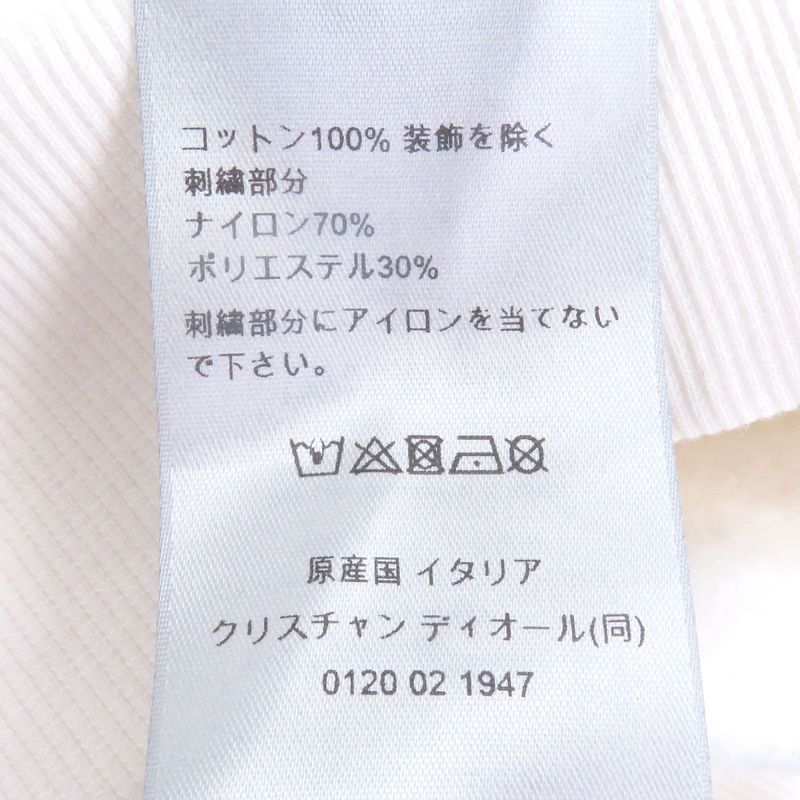 コットン100% 装飾を除く
刺繍部分
ナイロン70%
ポリエステル30%
刺繍部分にアイロンを当てない
で下さい。
原産国 イタリア
クリスチャン ディオール(同)
0120 02 1947